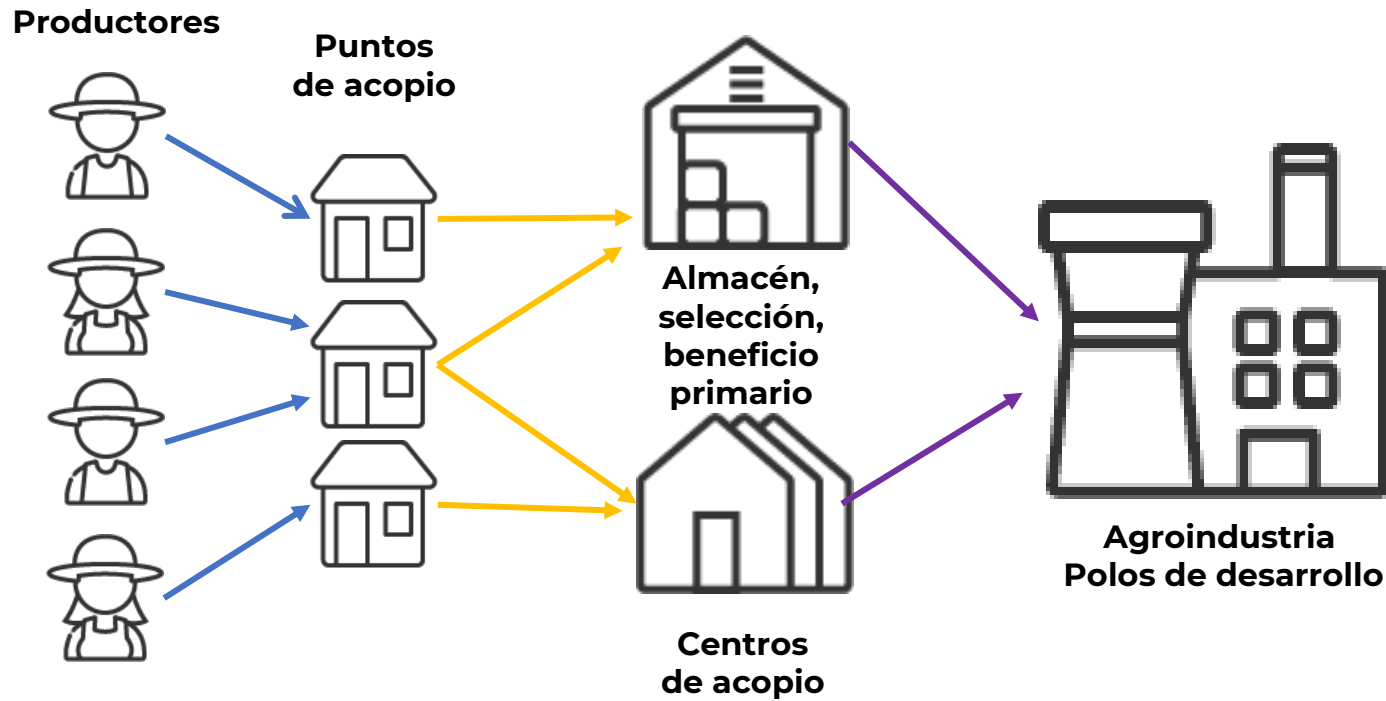 Productores
Puntos
de acopio
Almacén,
selección,
beneficio
primario
Centros
de acopio
Agroindustria
Polos de desarrollo